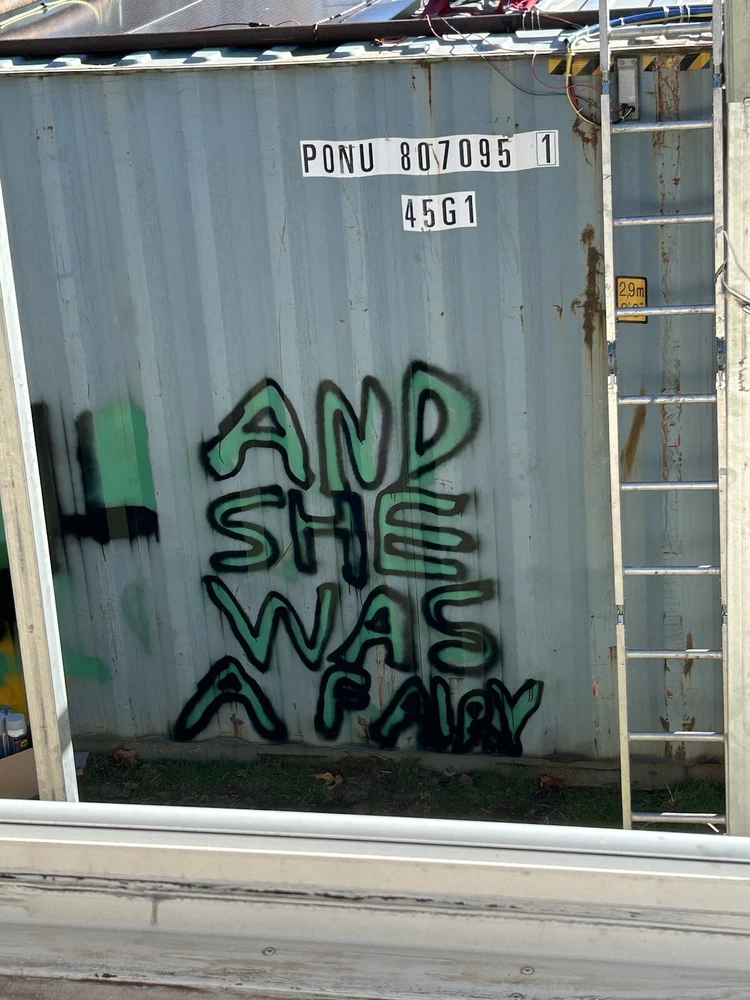 PONU 807095 1
45G1
2,9m
AND
SHE
WAS
A FAIRY